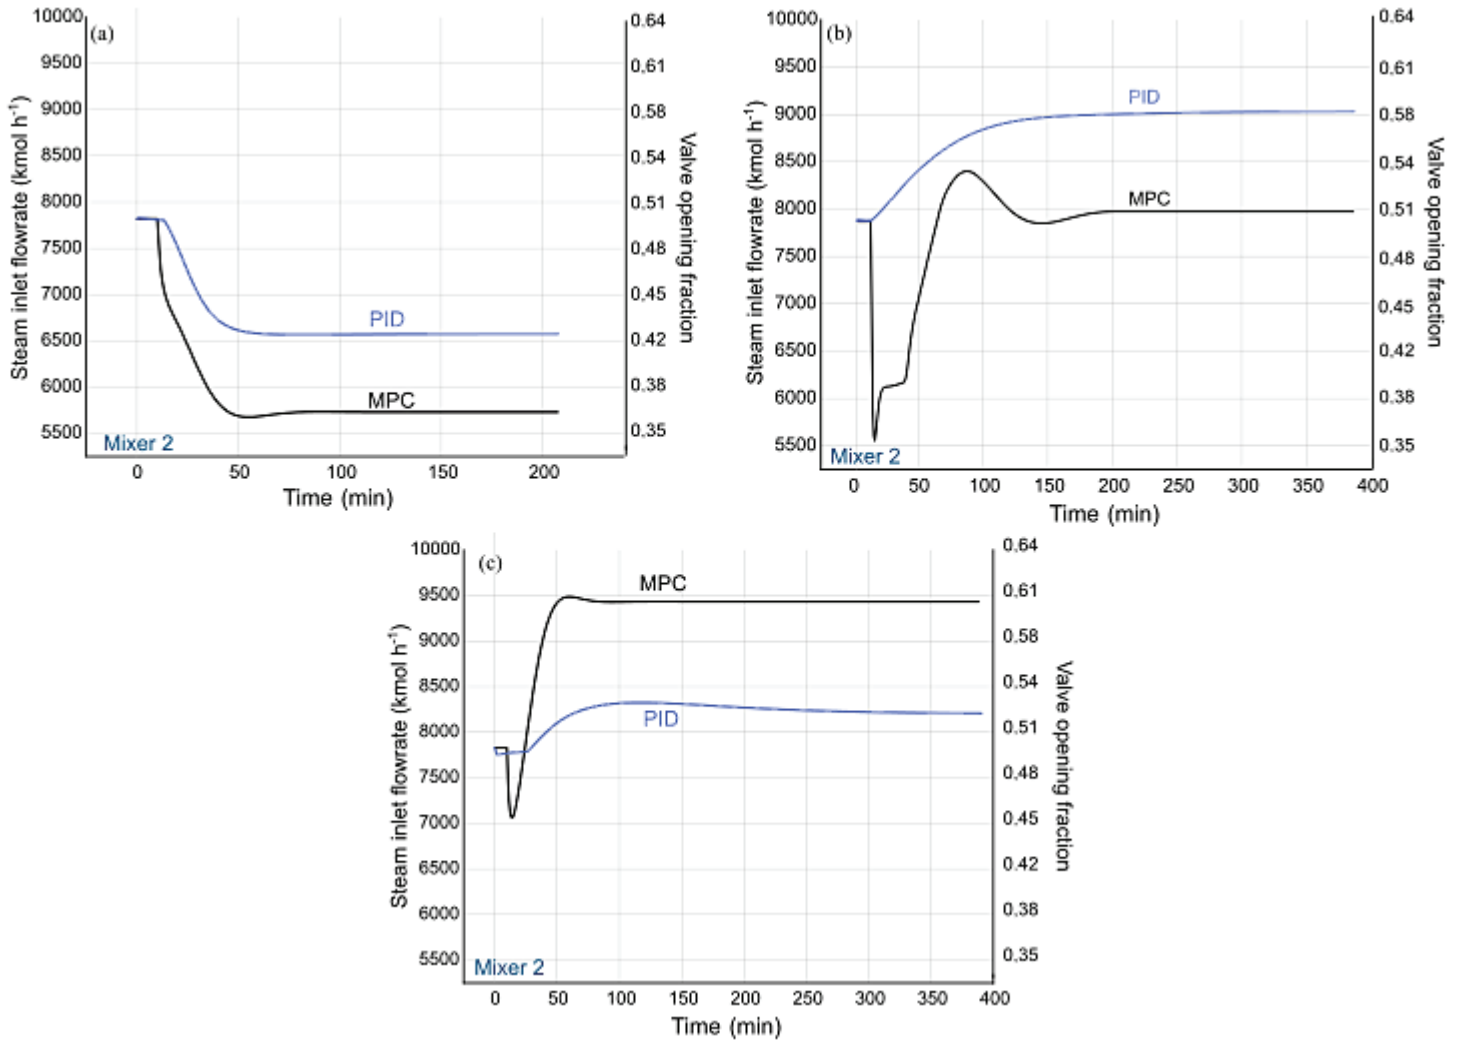 (a)
10000
9500
9000
8500
8000
7500
7000
6500
6000
5500
Steam inlet flowrate (kmol h⁻¹)
0.64
0.61
0.58
0.54
0.51
0.48
0.45
0.42
0.38
0.35
Valve opening fraction
PID
MPC
Mixer 2
0 50 100 150 200
Time (min)
(b)
10000
9500
9000
8500
8000
7500
7000
6500
6000
5500
Steam inlet flowrate (kmol h⁻¹)
0.64
0.61
0.58
0.54
0.51
0.48
0.45
0.42
0.38
0.35
Valve opening fraction
PID
MPC
Mixer 2
0 50 100 150 200 250 300 350 400
Time (min)
(c)
10000
9500
9000
8500
8000
7500
7000
6500
6000
5500
Steam inlet flowrate (kmol h⁻¹)
0.64
0.61
0.58
0.54
0.51
0.48
0.45
0.42
0.38
0.35
Valve opening fraction
MPC
PID
Mixer 2
0 50 100 150 200 250 300 350 400
Time (min)